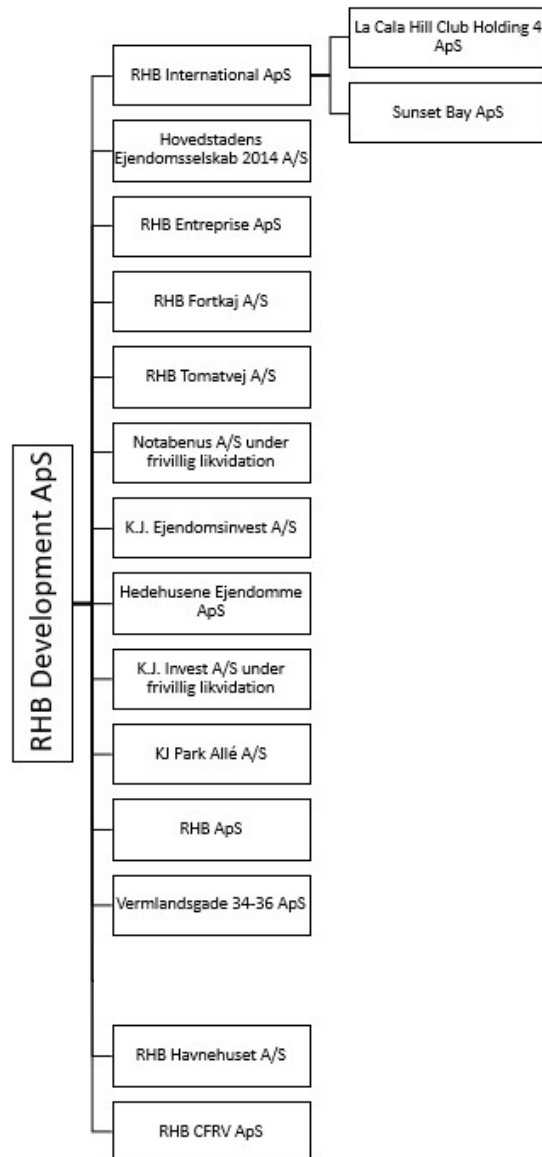 RHB Development ApS
RHB International ApS
La Cala Hill Club Holding 4
ApS
Sunset Bay ApS
Hovedstadens
Ejendomsselskab 2014 A/S
RHB Entreprise ApS
RHB Fortkaj A/S
RHB Tomatvej A/S
Notabenus A/S under
frivillig likvidation
K.J. Ejendomsinvest A/S
Hedehusene Ejendomme
ApS
K.J. Invest A/S under
frivillig likvidation
KJ Park Allé A/S
RHB ApS
Vermlandsgade 34-36 ApS
RHB Havnehuset A/S
RHB CFRV ApS